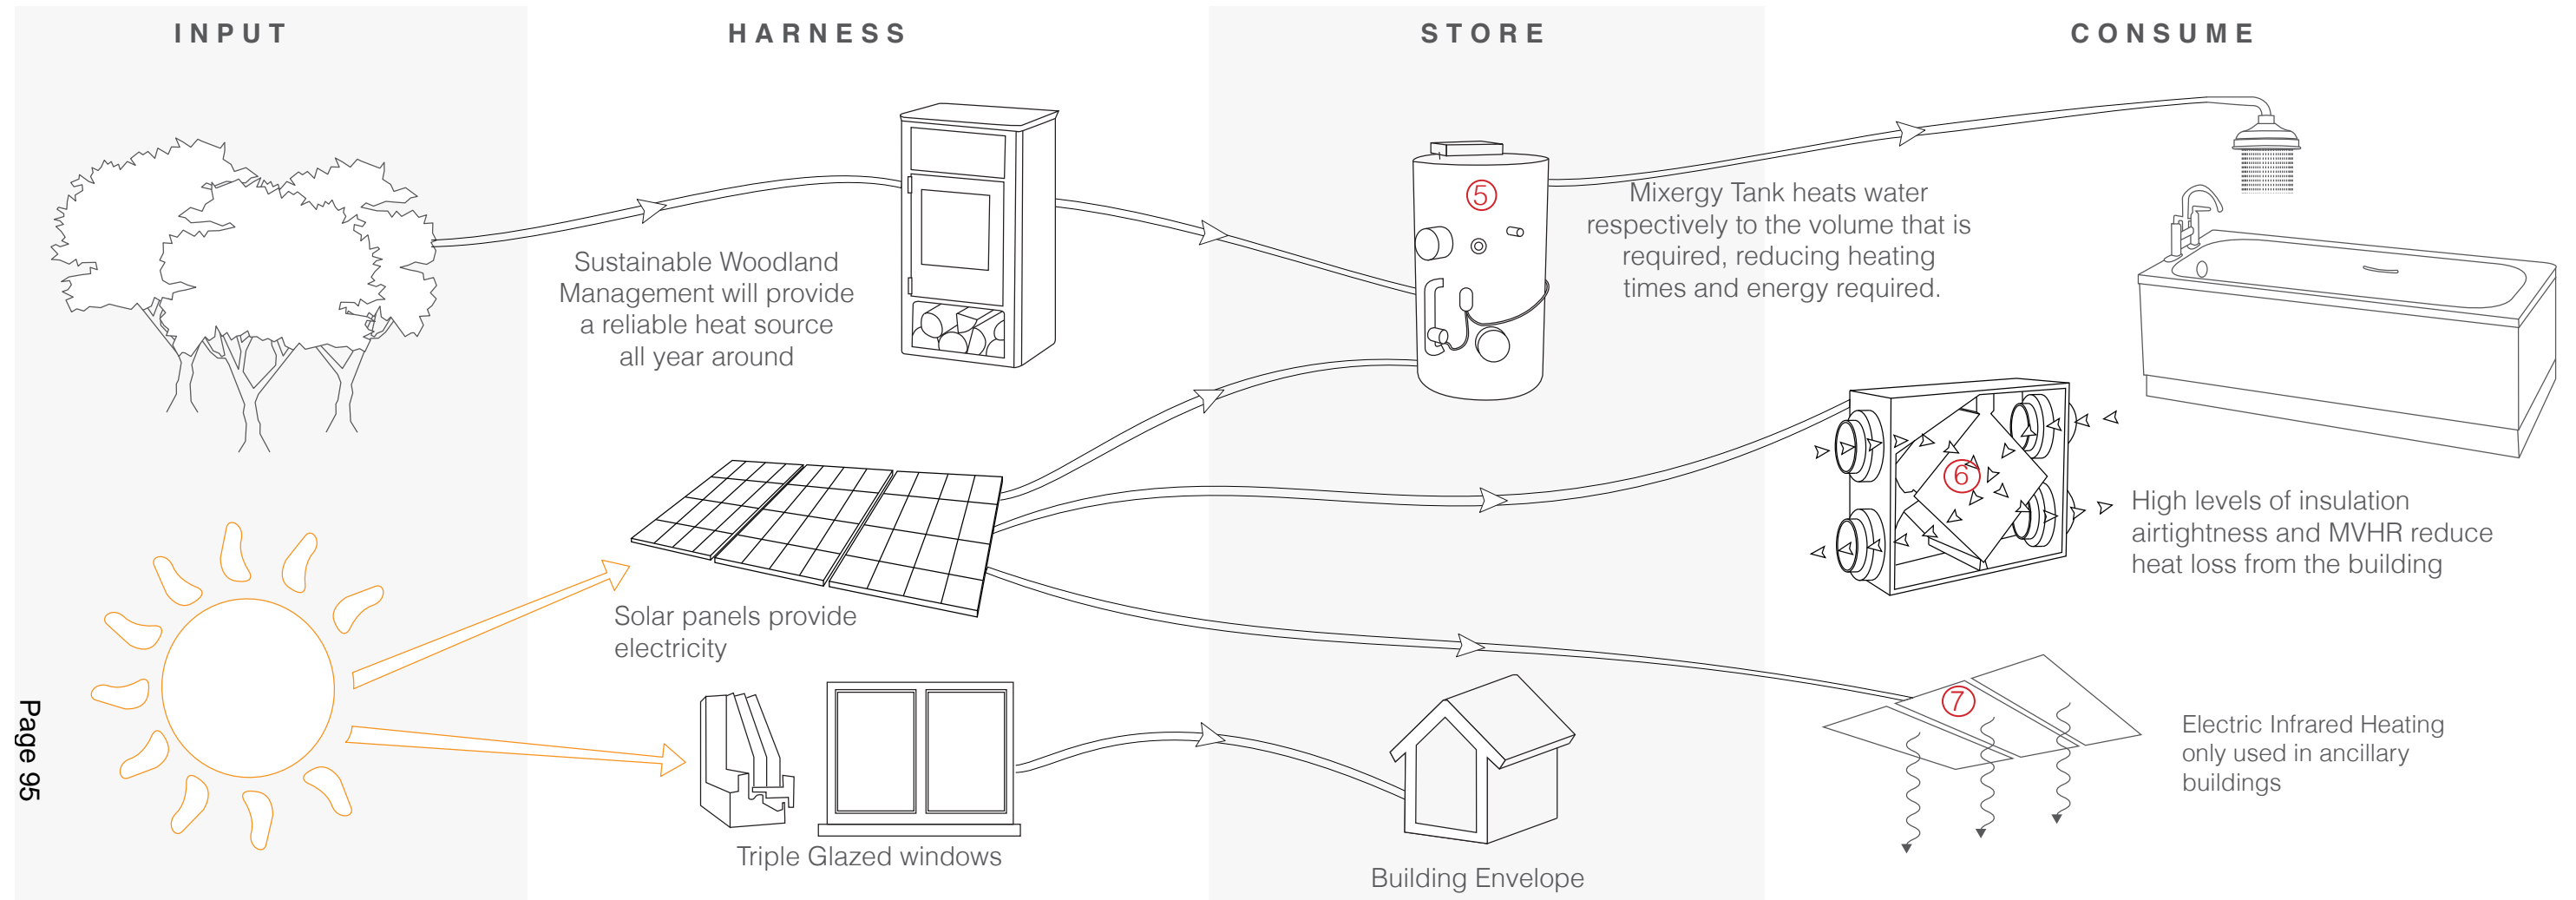 INPUT
HARNESS
STORE
CONSUME
Sustainable Woodland
Management will provide
a reliable heat source
all year around
5
Mixergy Tank heats water
respectively to the volume that is
required, reducing heating
times and energy required.
6
High levels of insulation
airtightness and MVHR reduce
heat loss from the building
Solar panels provide
electricity
7
Electric Infrared Heating
only used in ancillary
buildings
Triple Glazed windows
Building Envelope
Page 95